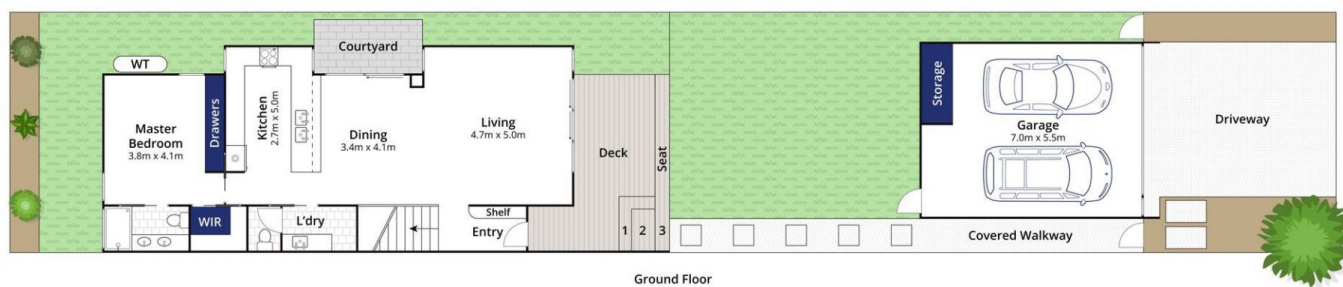 WT
Courtyard
Master
Bedroom
3.8m x 4.1m
Drawers
Kitchen
2.7m x 5.0m
Dining
3.4m x 4.1m
Living
4.7m x 5.0m
Deck
Seat
WIR
L'dry
Shelf
Entry
1 2 3
Storage
Garage
7.0m x 5.5m
Driveway
Covered Walkway
Ground Floor